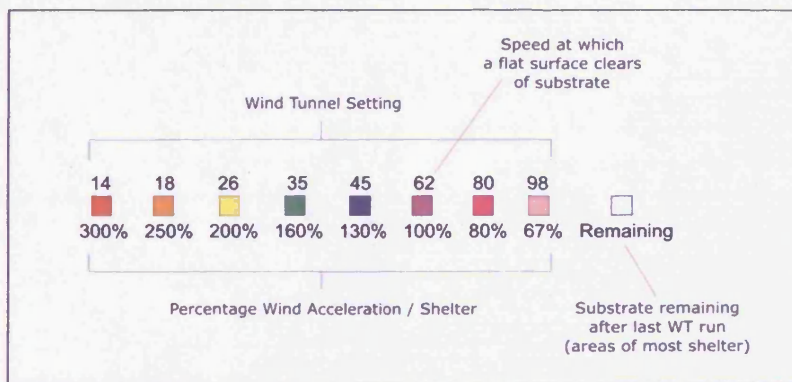 Speed at which
a flat surface clears
of substrate
Wind Tunnel Setting
14 18 26 35 45 62 80 98
300% 250% 200% 160% 130% 100% 80% 67% Remaining
Percentage Wind Acceleration / Shelter
Substrate remaining
after last WT run
(areas of most shelter)